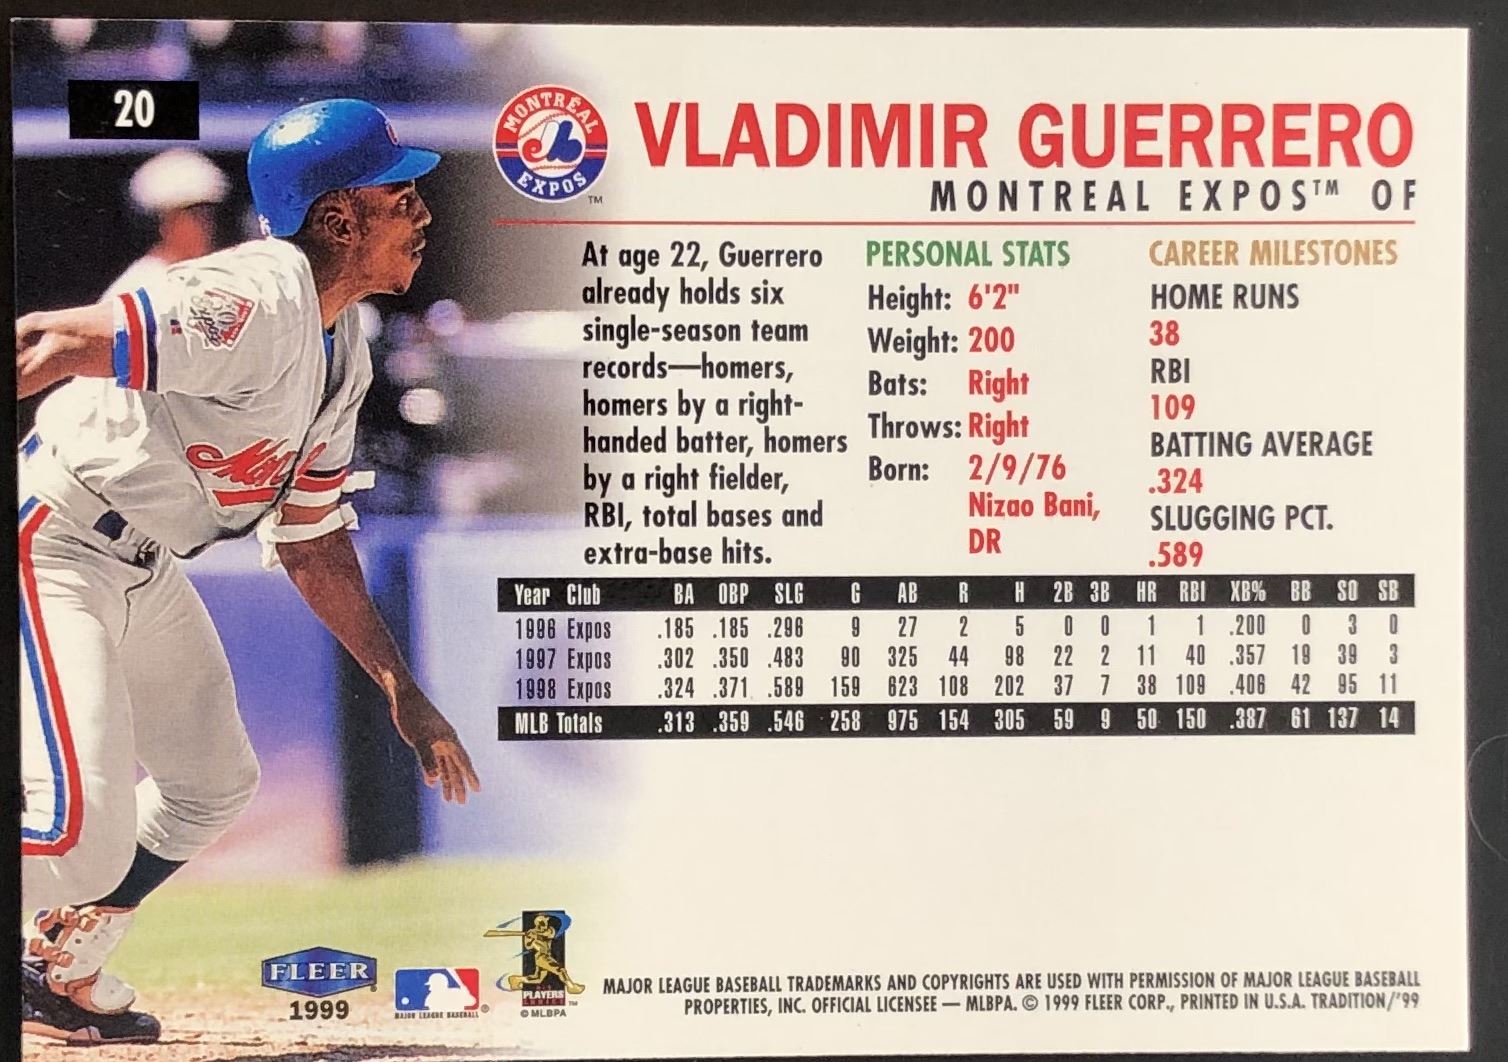 20
MONTRÉAL
EXPOS
TM
VLADIMIR GUERRERO
MONTREAL EXPOS™ OF
At age 22, Guerrero
already holds six
single-season team
records—homers,
homers by a right-
handed batter, homers
by a right fielder,
RBI, total bases and
extra-base hits.
PERSONAL STATS
Height: 6'2"
Weight: 200
Bats: Right
Throws: Right
Born: 2/9/76
Nizao Bani,
DR
CAREER MILESTONES
HOME RUNS
38
RBI
109
BATTING AVERAGE
.324
SLUGGING PCT.
.589
Year Club BA OBP SLG G AB R H 2B 3B HR RBI XB% BB SO SB
1996 Expos .185 .185 .296 9 27 2 5 0 0 1 1 .200 0 3 0
1997 Expos .302 .350 .483 90 325 44 98 22 2 11 40 .357 19 39 3
1998 Expos .324 .371 .589 159 623 108 202 37 7 38 109 .406 42 95 11
MLB Totals .313 .359 .546 258 975 154 305 59 9 50 150 .387 61 137 14
FLEER
1999
MAJOR LEAGUE BASEBALL
®
PLAYERS
TM
© MLBPA
MAJOR LEAGUE BASEBALL TRADEMARKS AND COPYRIGHTS ARE USED WITH PERMISSION OF MAJOR LEAGUE BASEBALL
PROPERTIES, INC. OFFICIAL LICENSEE — MLBPA. © 1999 FLEER CORP., PRINTED IN U.S.A. TRADITION/'99